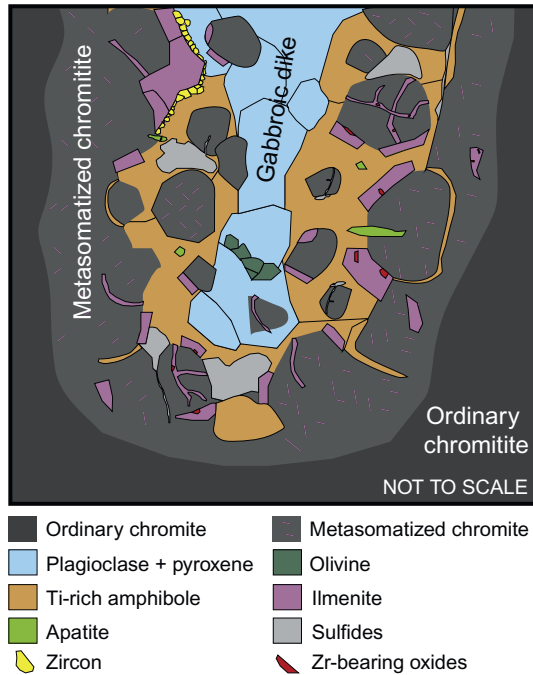 Metasomatized chromitite
Gabbroic dike
Ordinary
chromitite
NOT TO SCALE
Ordinary chromite
Metasomatized chromite
Plagioclase + pyroxene
Olivine
Ti-rich amphibole
Ilmenite
Apatite
Sulfides
Zircon
Zr-bearing oxides